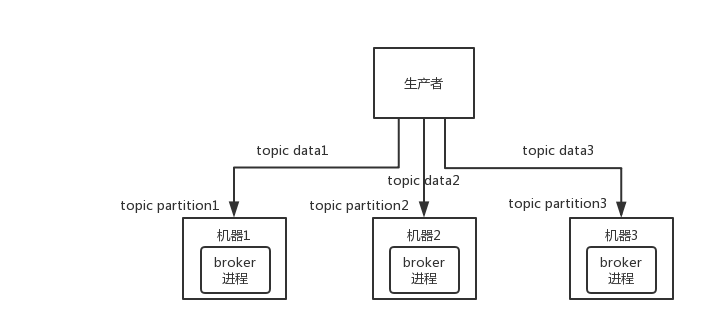 生产者
topic data1
topic data3
topic data2
topic partition1
topic partition2
topic partition3
机器1
机器2
机器3
broker
进程
broker
进程
broker
进程